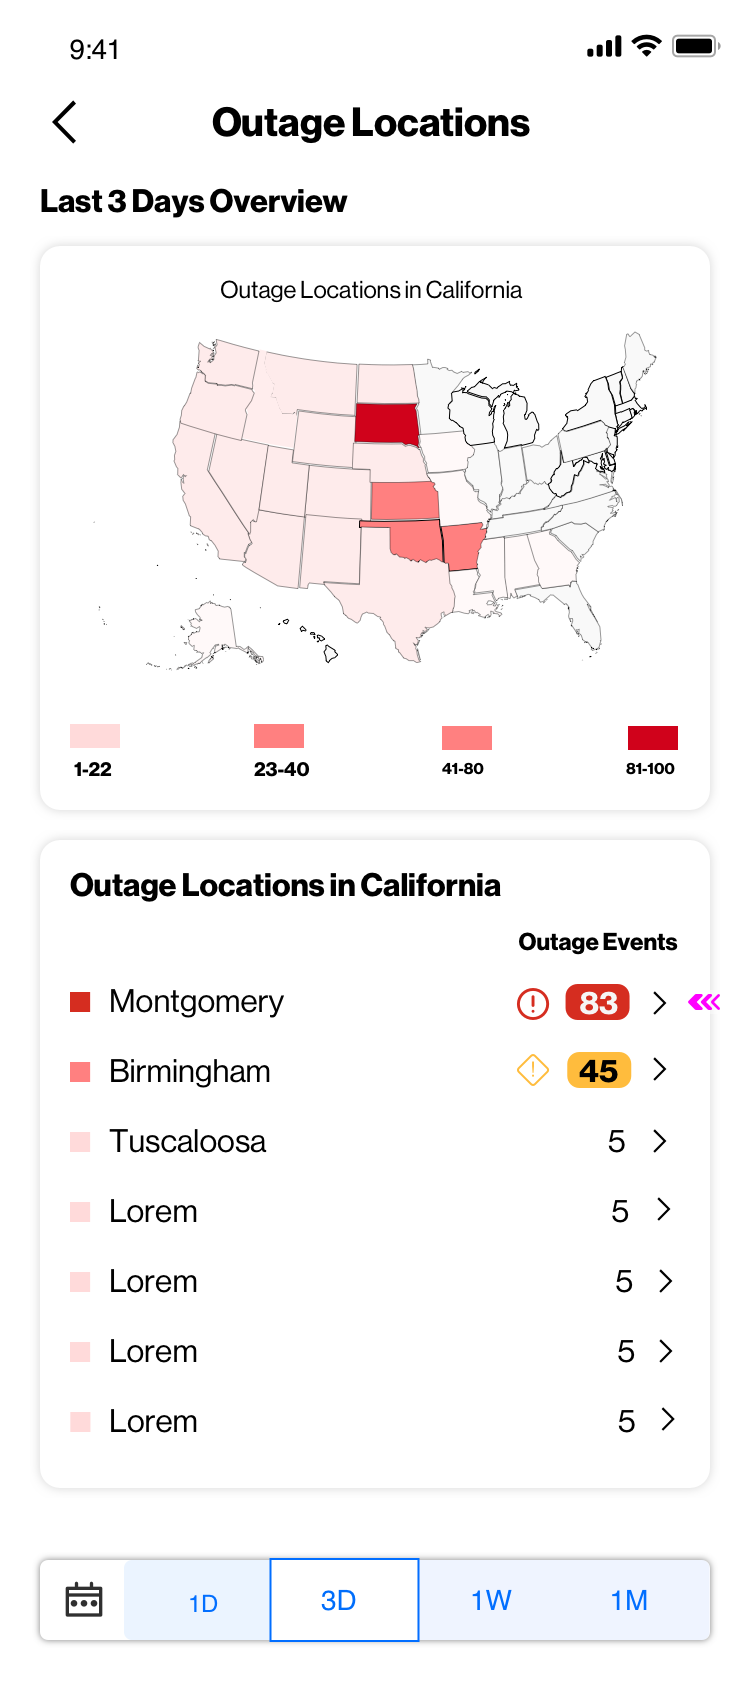 9:41
Outage Locations
Last 3 Days Overview
Outage Locations in California
1-22 23-40 41-80 81-100
Outage Locations in California
Outage Events
Montgomery 83
Birmingham 45
Tuscaloosa 5
Lorem 5
Lorem 5
Lorem 5
Lorem 5
1D 3D 1W 1M